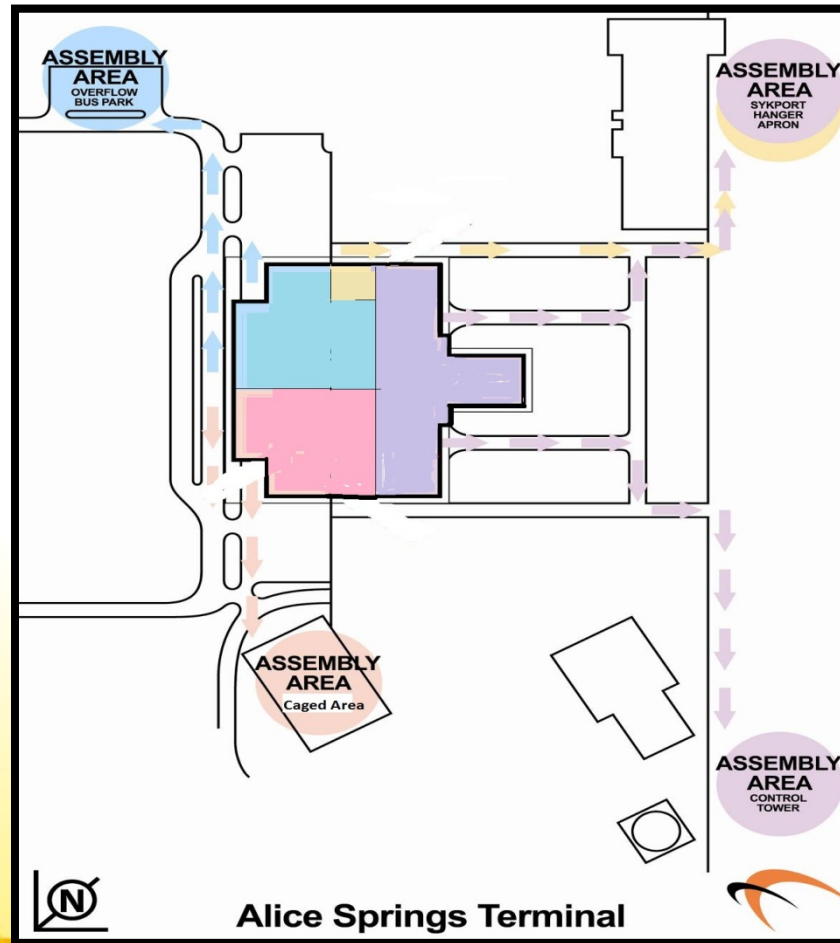 ASSEMBLY
AREA
OVERFLOW
BUS PARK
ASSEMBLY
AREA
SYKPORT
HANGER
APRON
ASSEMBLY
AREA
Caged Area
ASSEMBLY
AREA
CONTROL
TOWER
N
Alice Springs Terminal